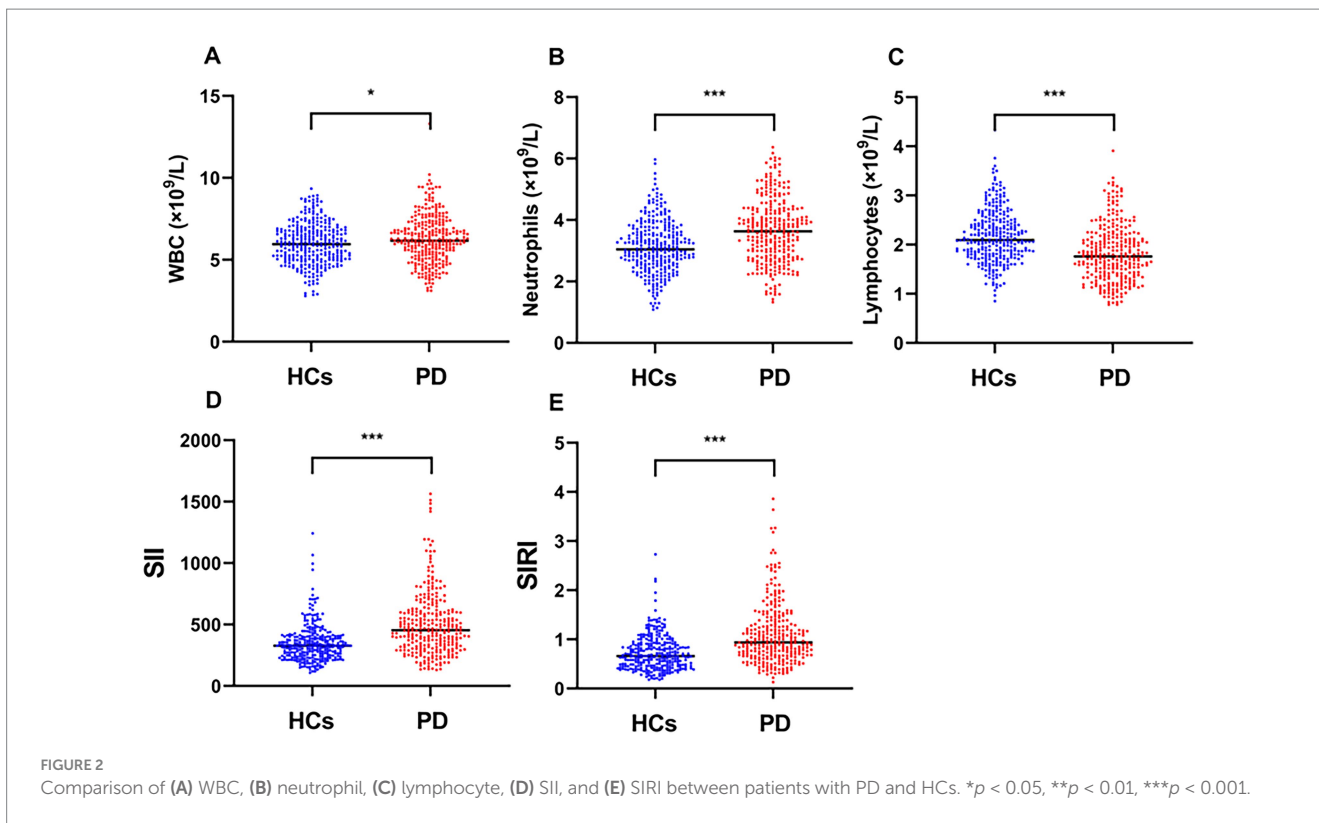 A
*
15
10
5
0
WBC (×10⁹/L)
HCs
PD
B
***
8
6
4
2
0
Neutrophils (×10⁹/L)
HCs
PD
C
***
5
4
3
2
1
0
Lymphocytes (×10⁹/L)
HCs
PD
D
***
2000
1500
1000
500
0
SII
HCs
PD
E
***
5
4
3
2
1
0
SIRI
HCs
PD
FIGURE 2
Comparison of (A) WBC, (B) neutrophil, (C) lymphocyte, (D) SII, and (E) SIRI between patients with PD and HCs. *p < 0.05, **p < 0.01, ***p < 0.001.